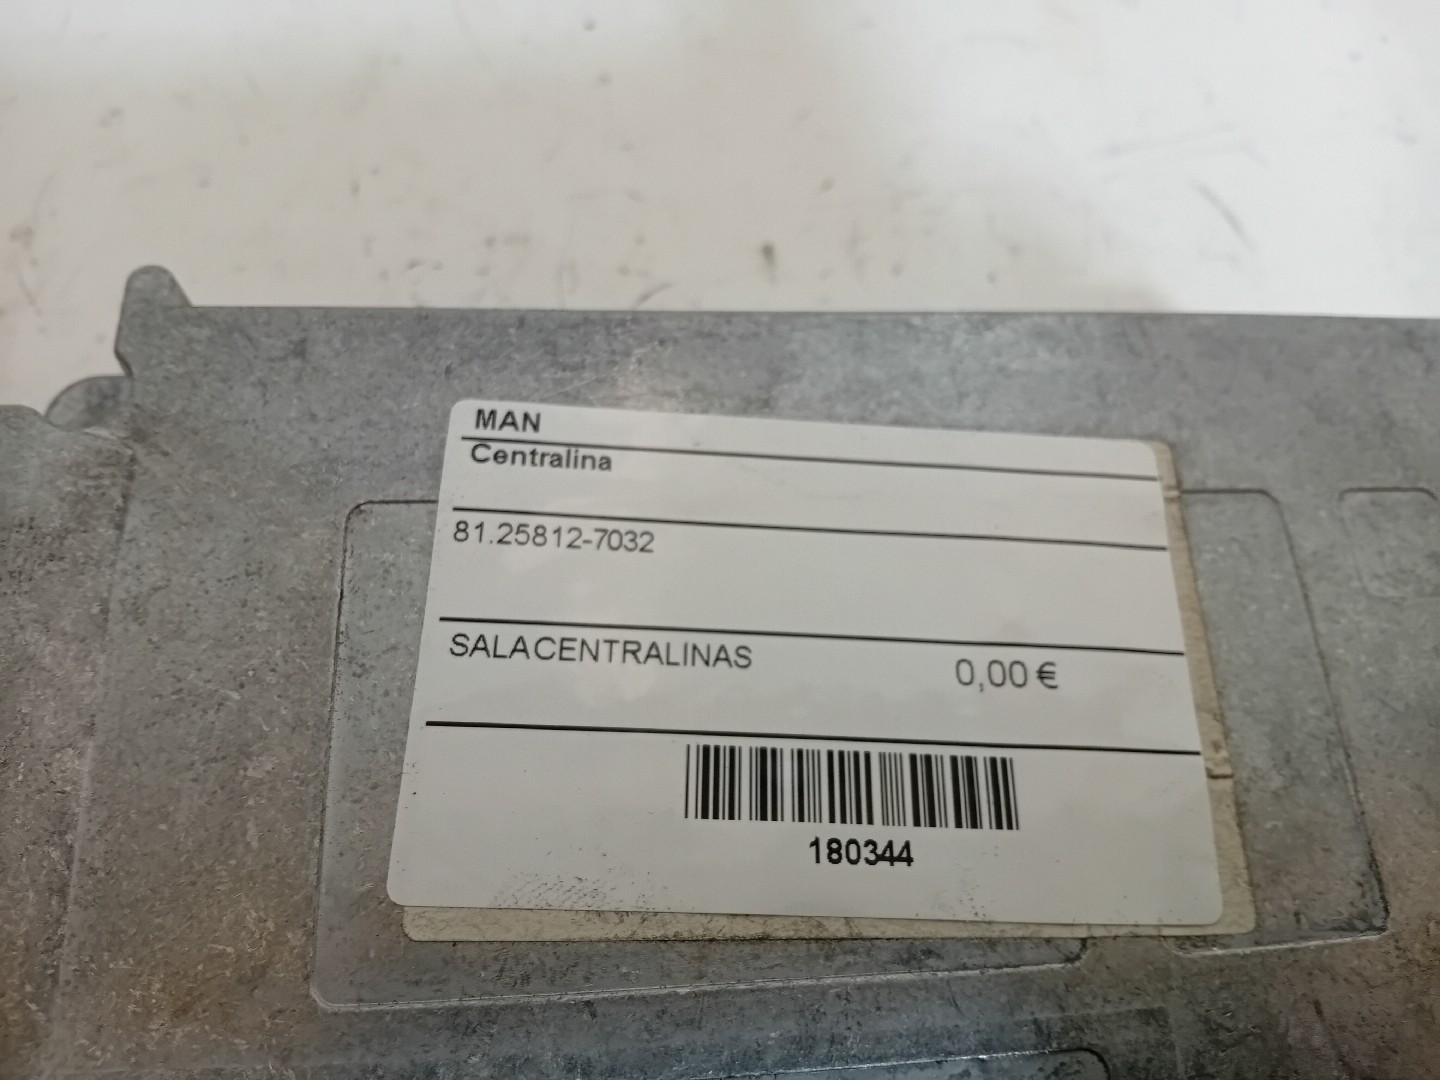 MAN
Centralina
81.25812-7032
SALACENTRALINAS 0,00 €
180344